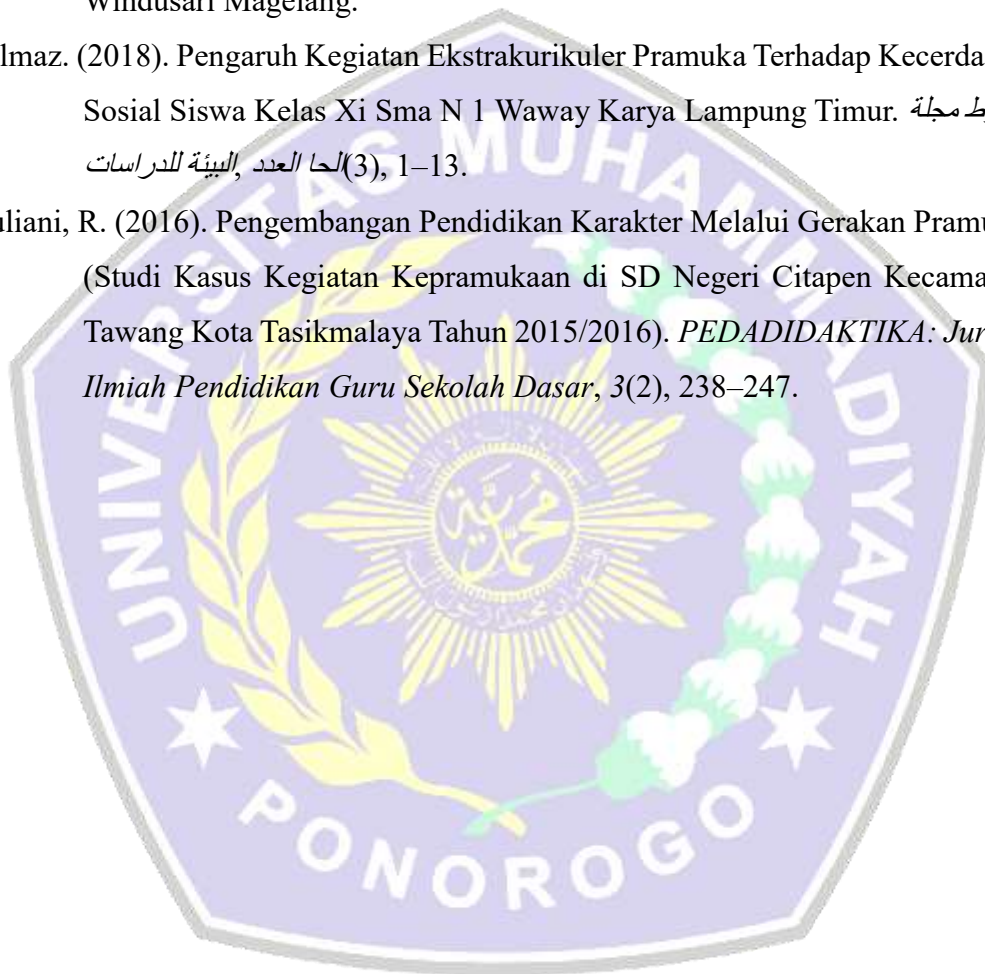 Windusari Magelang.
lmaz. (2018). Pengaruh Kegiatan Ekstrakurikuler Pramuka Terhadap Kecerda
Sosial Siswa Kelas Xi Sma N 1 Waway Karya Lampung Timur. مجلة
الحا العدد ,البيئة للدراسات(3), 1–13.
uliani, R. (2016). Pengembangan Pendidikan Karakter Melalui Gerakan Pramu
(Studi Kasus Kegiatan Kepramukaan di SD Negeri Citapen Kecama
Tawang Kota Tasikmalaya Tahun 2015/2016). PEDADIDAKTIKA: Jur
Ilmiah Pendidikan Guru Sekolah Dasar, 3(2), 238–247.
UNIVERSITAS MUHAMMADIYAH
PONOROGO